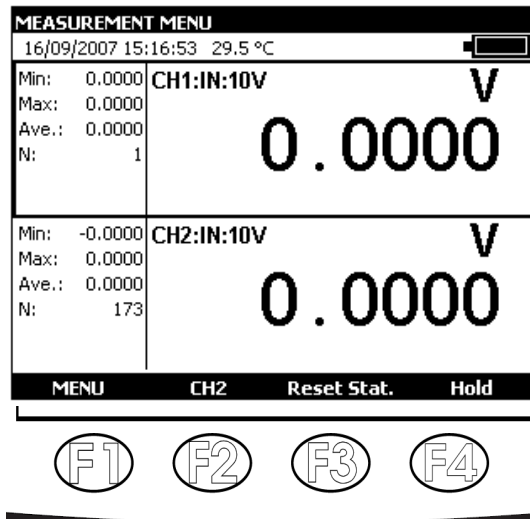 MEASUREMENT MENU
16/09/2007 15:16:53 29.5 °C
Min: 0.0000
Max: 0.0000
Ave.: 0.0000
N: 1
CH1:IN:10V
V
0.0000
Min: -0.0000
Max: 0.0000
Ave.: 0.0000
N: 173
CH2:IN:10V
V
0.0000
MENU CH2 Reset Stat. Hold
F1 F2 F3 F4